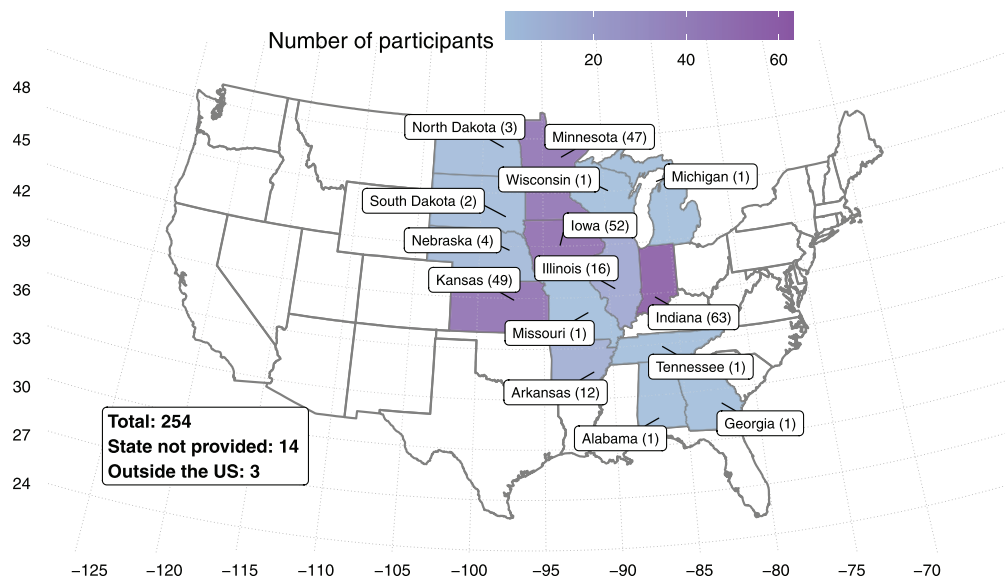 Number of participants
20 40 60
48
45
42
39
36
33
30
27
24
North Dakota (3)
Minnesota (47)
Wisconsin (1)
Michigan (1)
South Dakota (2)
Iowa (52)
Nebraska (4)
Illinois (16)
Kansas (49)
Indiana (63)
Missouri (1)
Tennessee (1)
Arkansas (12)
Georgia (1)
Alabama (1)
Total: 254
State not provided: 14
Outside the US: 3
−125 −120 −115 −110 −105 −100 −95 −90 −85 −80 −75 −70